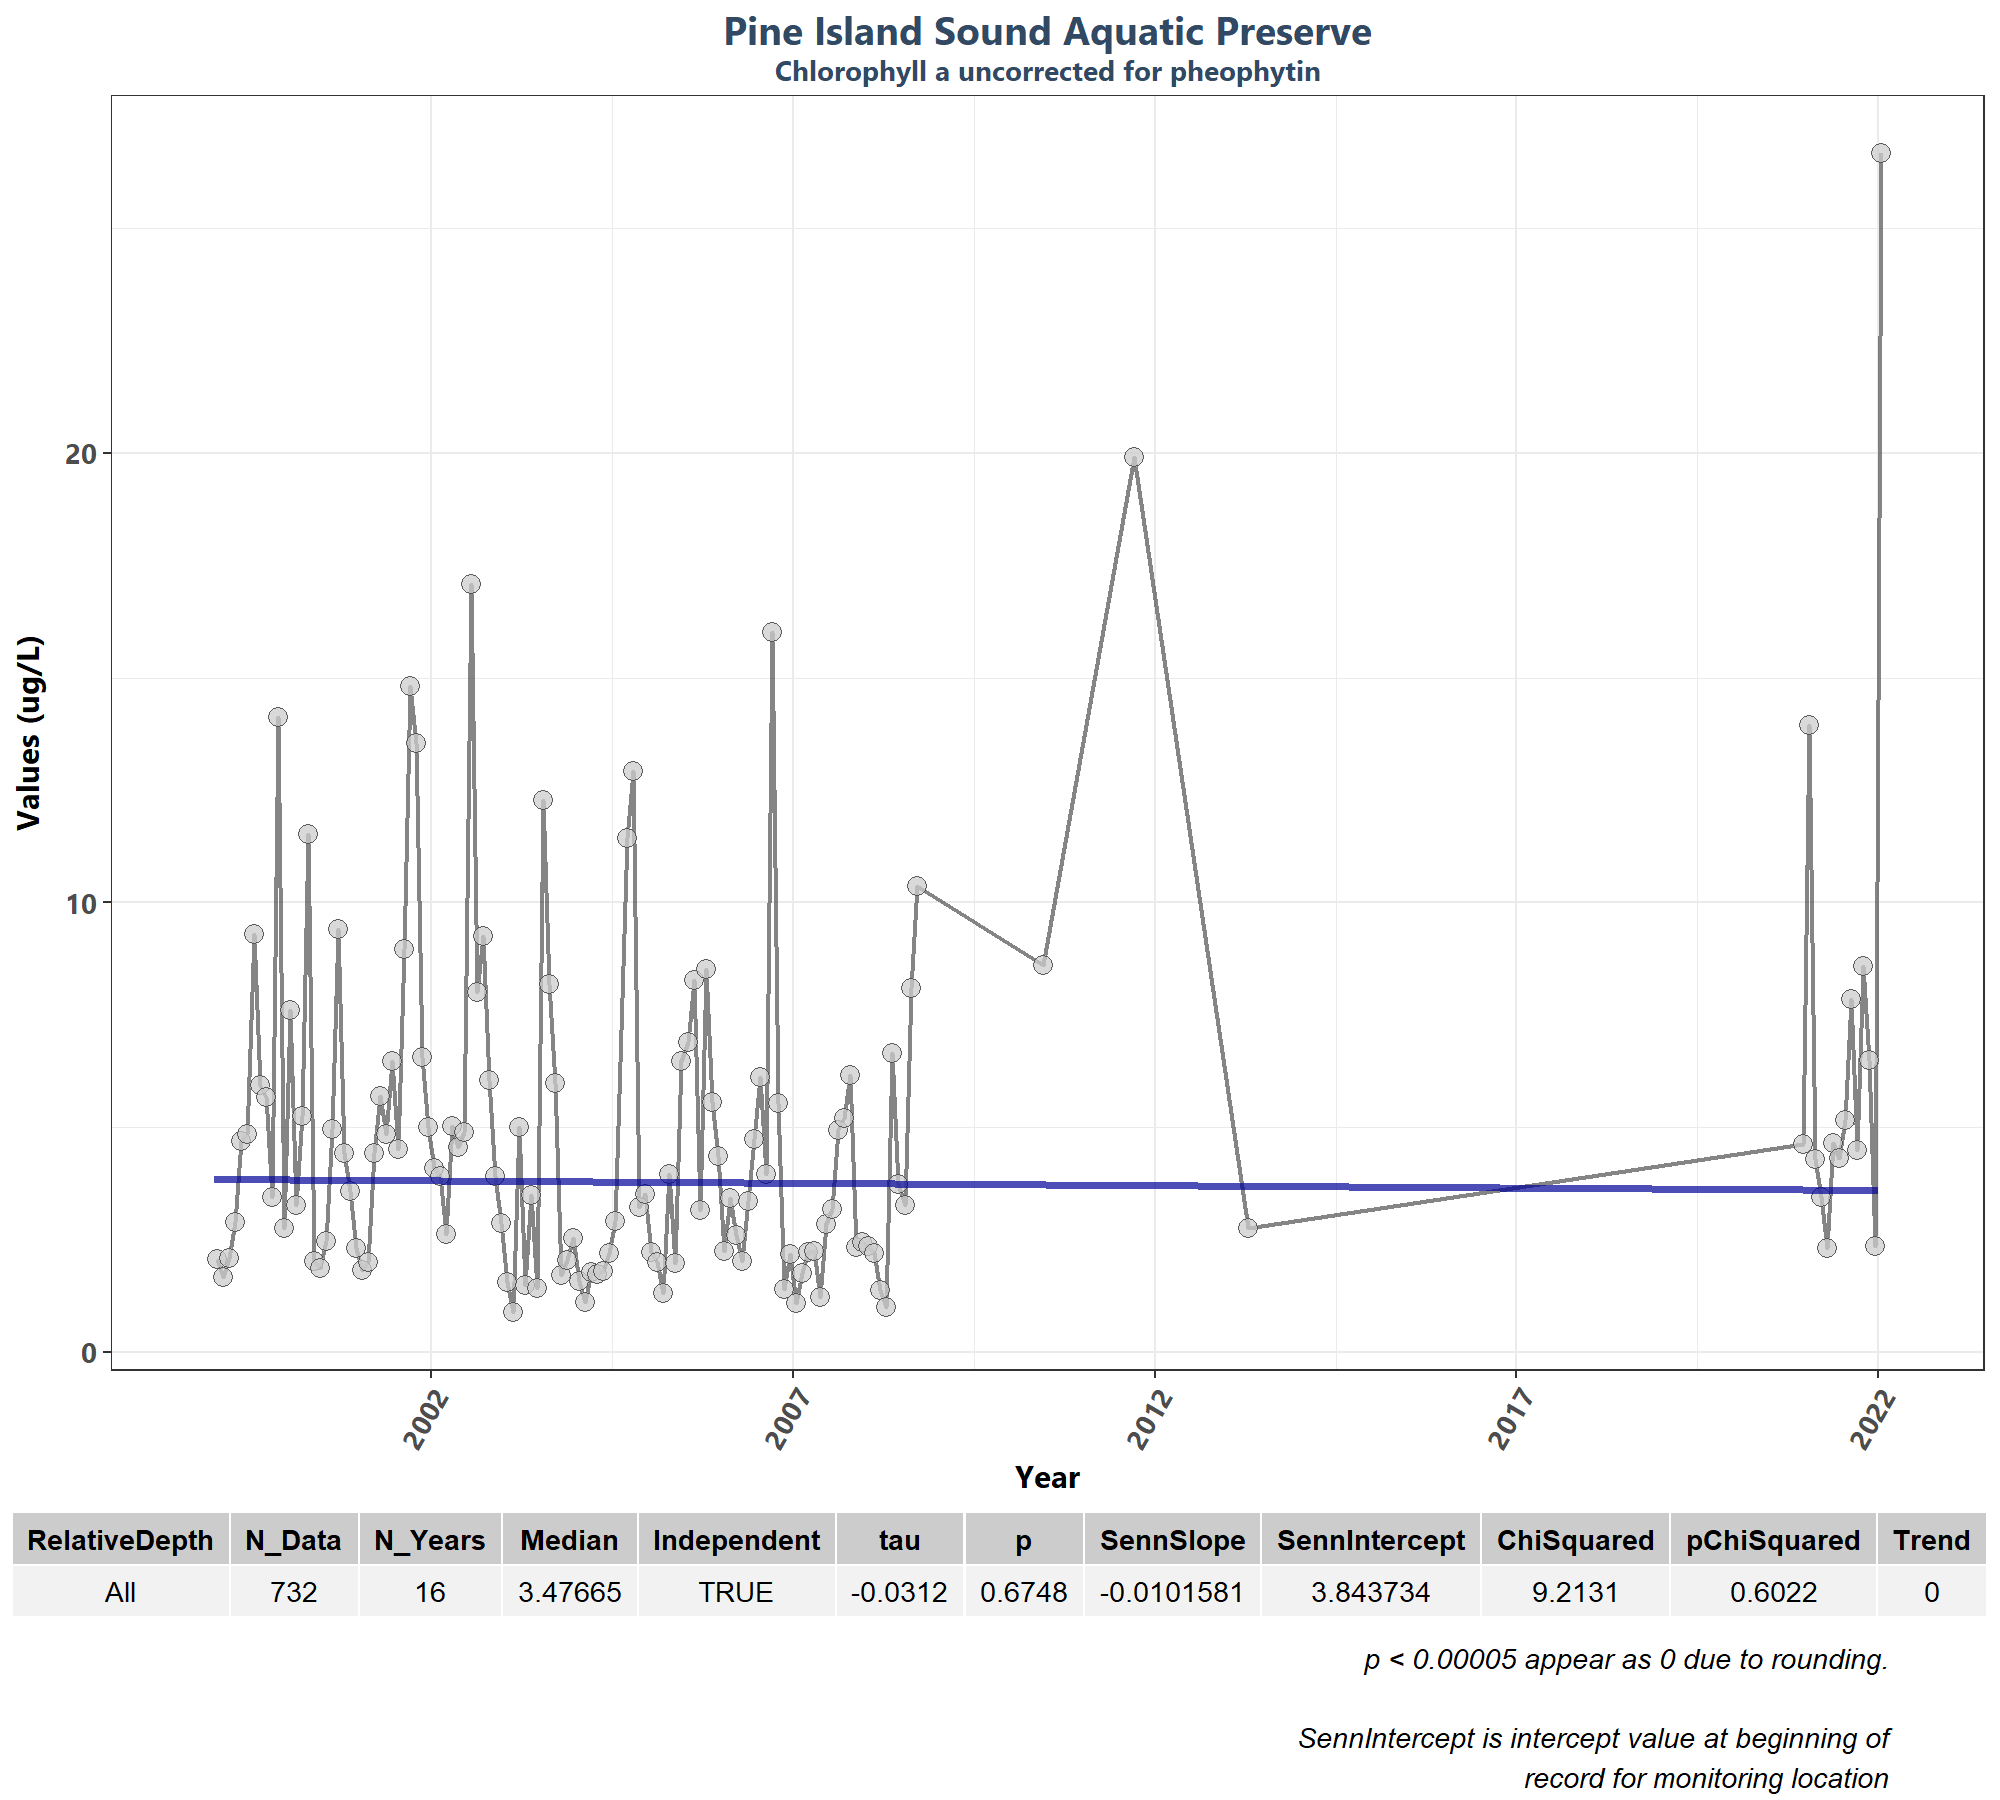 Pine Island Sound Aquatic Preserve
Chlorophyll a uncorrected for pheophytin
Values (ug/L)
20
10
0
2002 2007 2012 2017 2022
Year
RelativeDepth N_Data N_Years Median Independent tau p SennSlope SennIntercept ChiSquared pChiSquared Trend
All 732 16 3.47665 TRUE -0.0312 0.6748 -0.0101581 3.843734 9.2131 0.6022 0
p < 0.00005 appear as 0 due to rounding.
SennIntercept is intercept value at beginning of
record for monitoring location